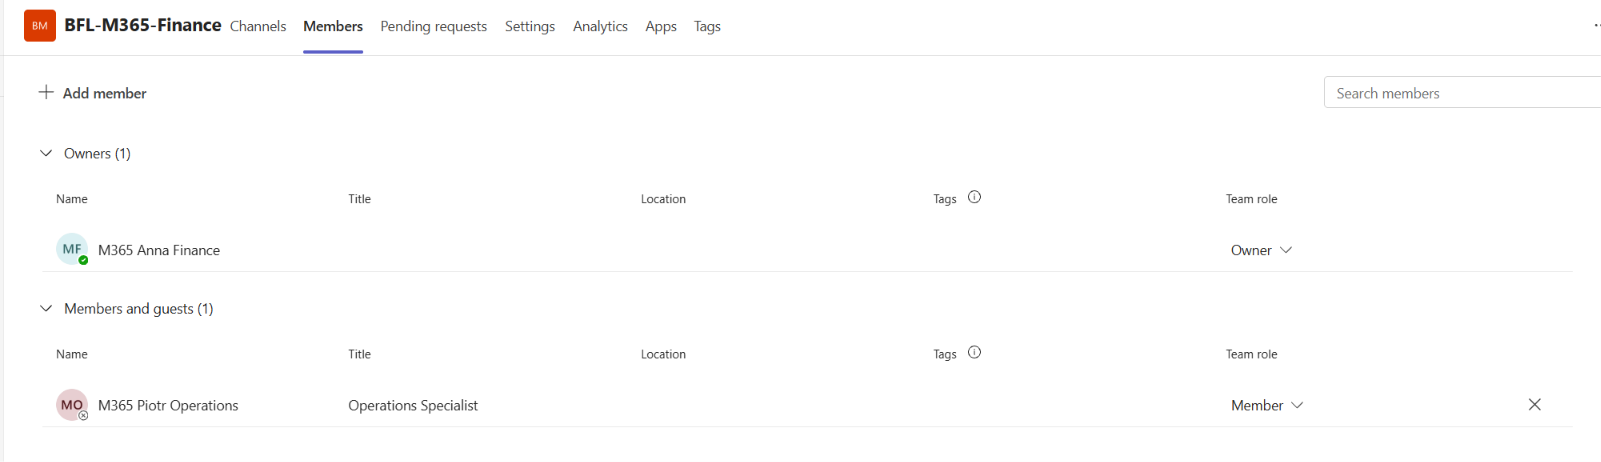 BM BFL-M365-Finance Channels Members Pending requests Settings Analytics Apps Tags
Add member Search members
Owners (1)
Name Title Location Tags Team role
MF M365 Anna Finance Owner
Members and guests (1)
Name Title Location Tags Team role
MO M365 Piotr Operations Operations Specialist Member